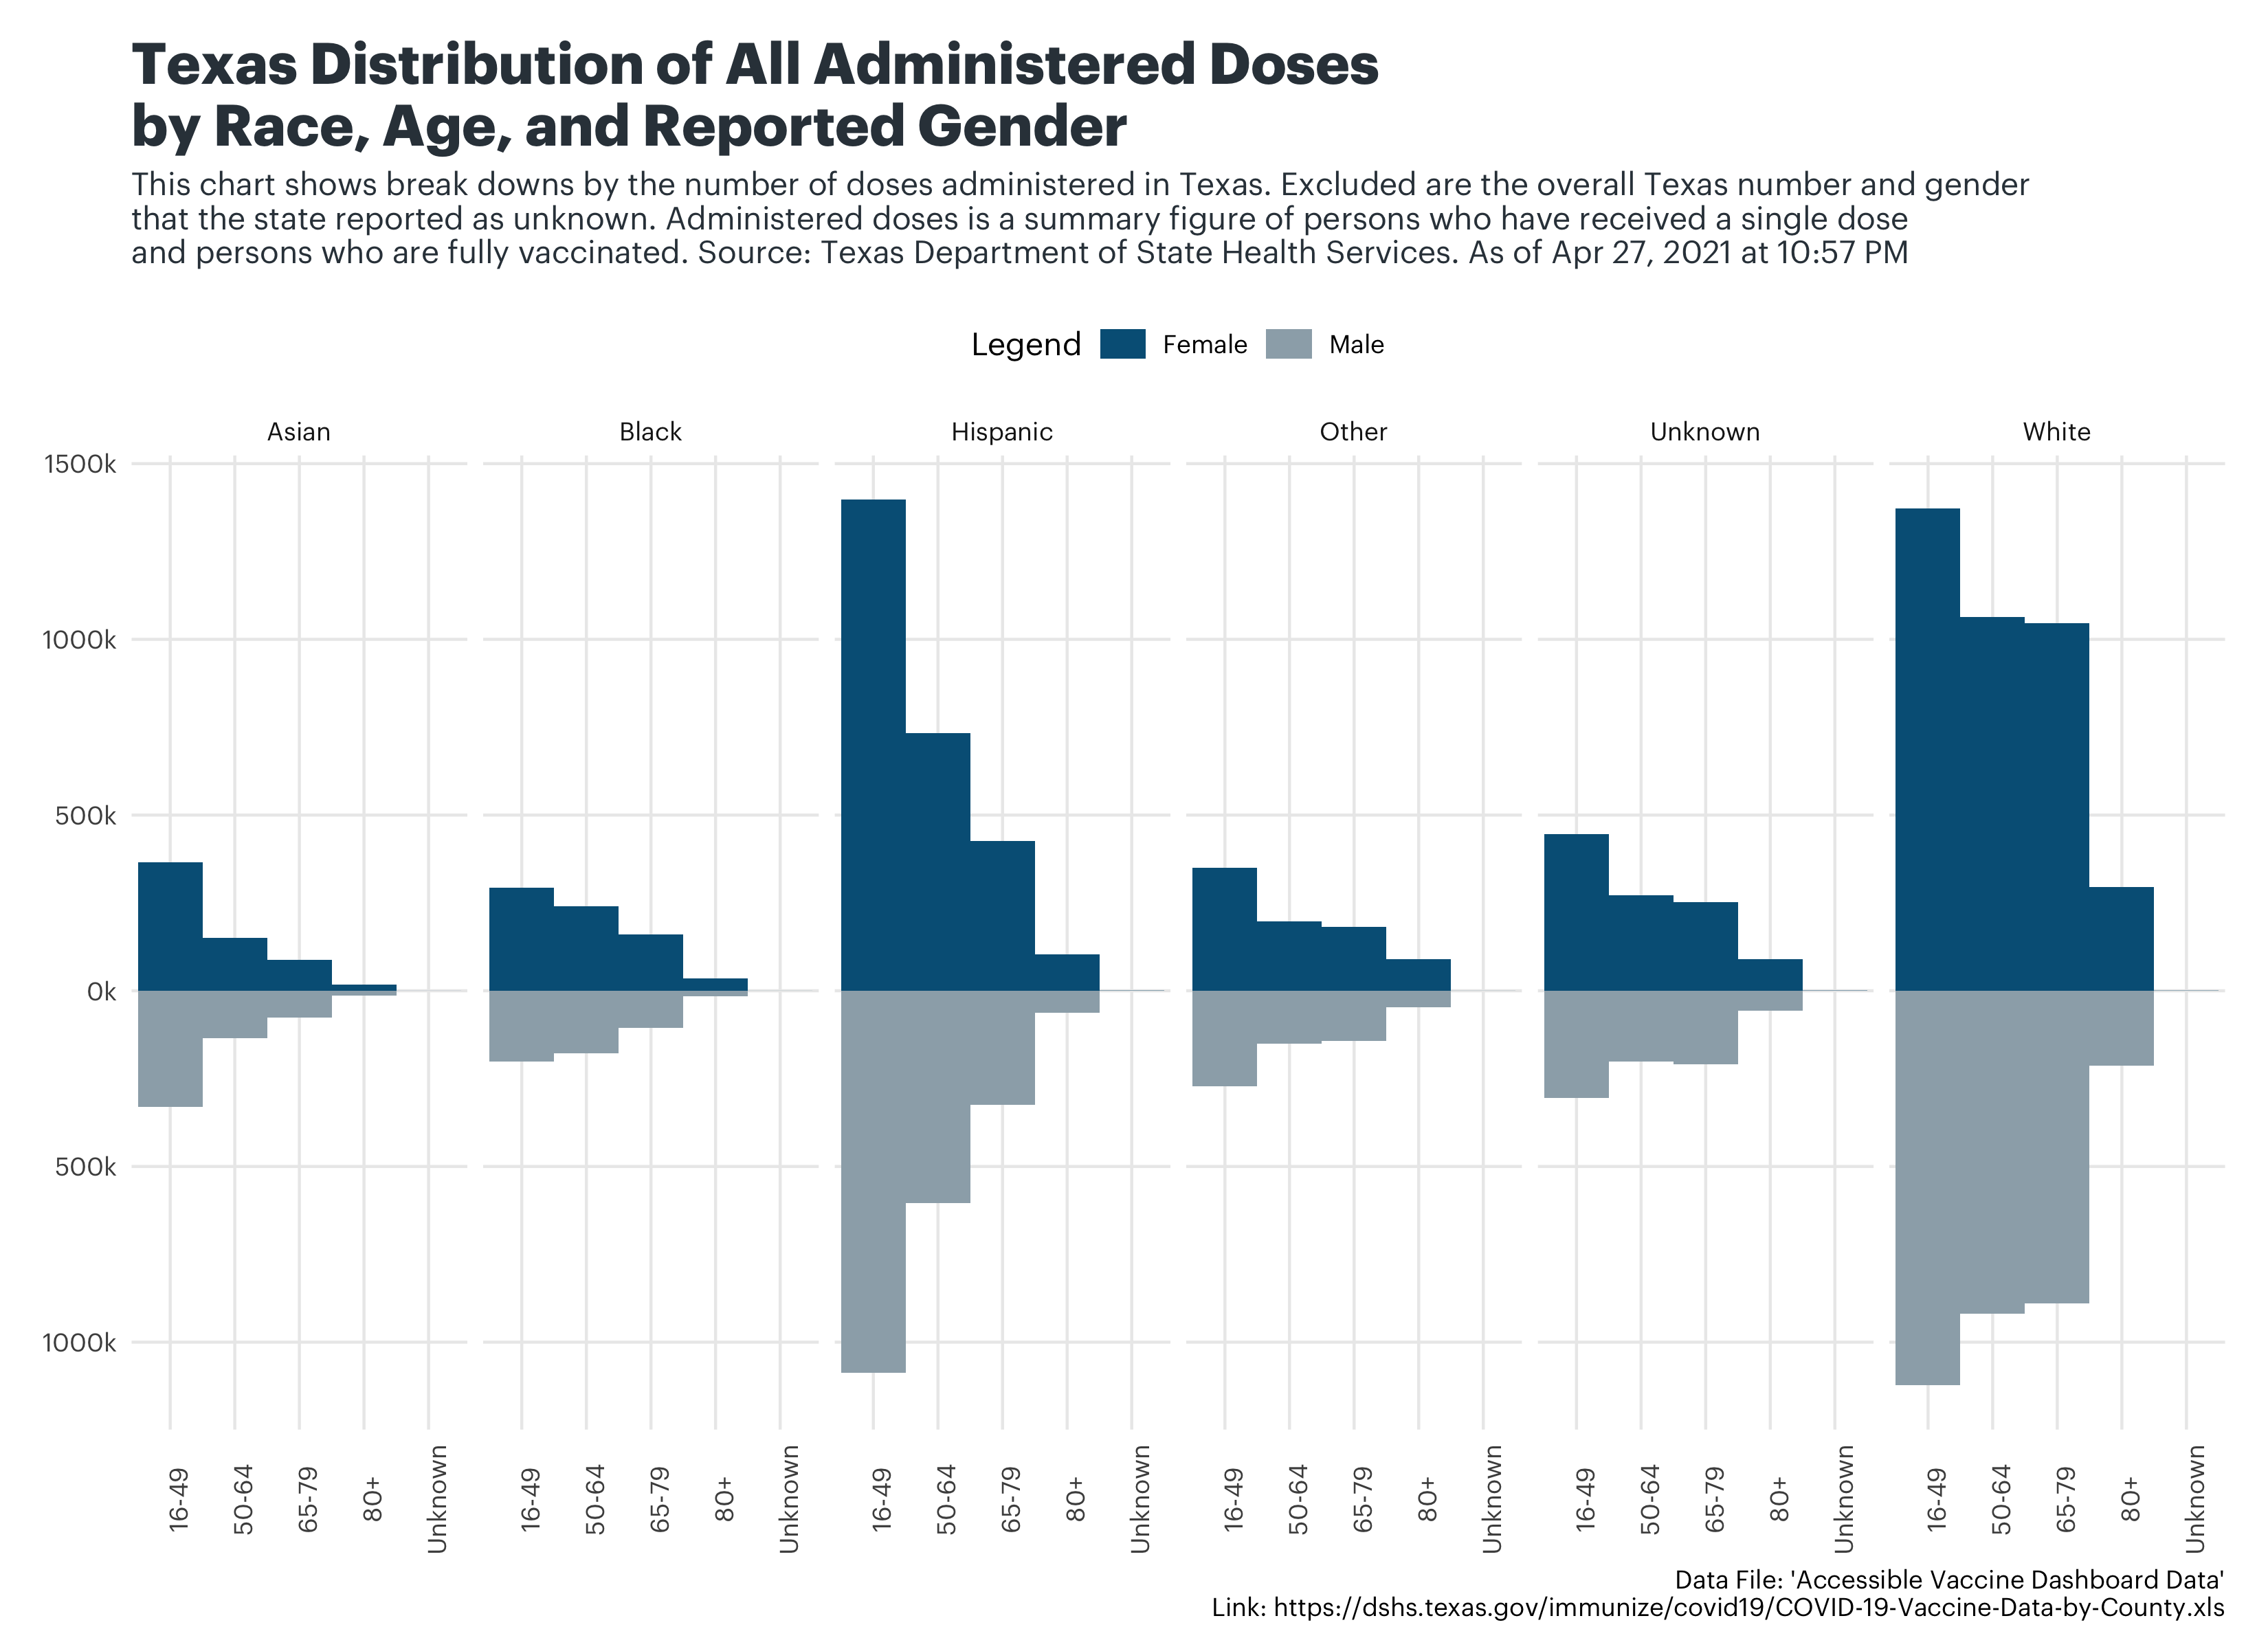 Texas Distribution of All Administered Doses
by Race, Age, and Reported Gender
This chart shows break downs by the number of doses administered in Texas. Excluded are the overall Texas number and gender
that the state reported as unknown. Administered doses is a summary figure of persons who have received a single dose
and persons who are fully vaccinated. Source: Texas Department of State Health Services. As of Apr 27, 2021 at 10:57 PM
Legend Female Male
Asian Black Hispanic Other Unknown White
1500k
1000k
500k
0k
500k
1000k
16-49 50-64 65-79 80+ Unknown 16-49 50-64 65-79 80+ Unknown 16-49 50-64 65-79 80+ Unknown 16-49 50-64 65-79 80+ Unknown 16-49 50-64 65-79 80+ Unknown 16-49 50-64 65-79 80+ Unknown
Data File: 'Accessible Vaccine Dashboard Data'
Link: https://dshs.texas.gov/immunize/covid19/COVID-19-Vaccine-Data-by-County.xls